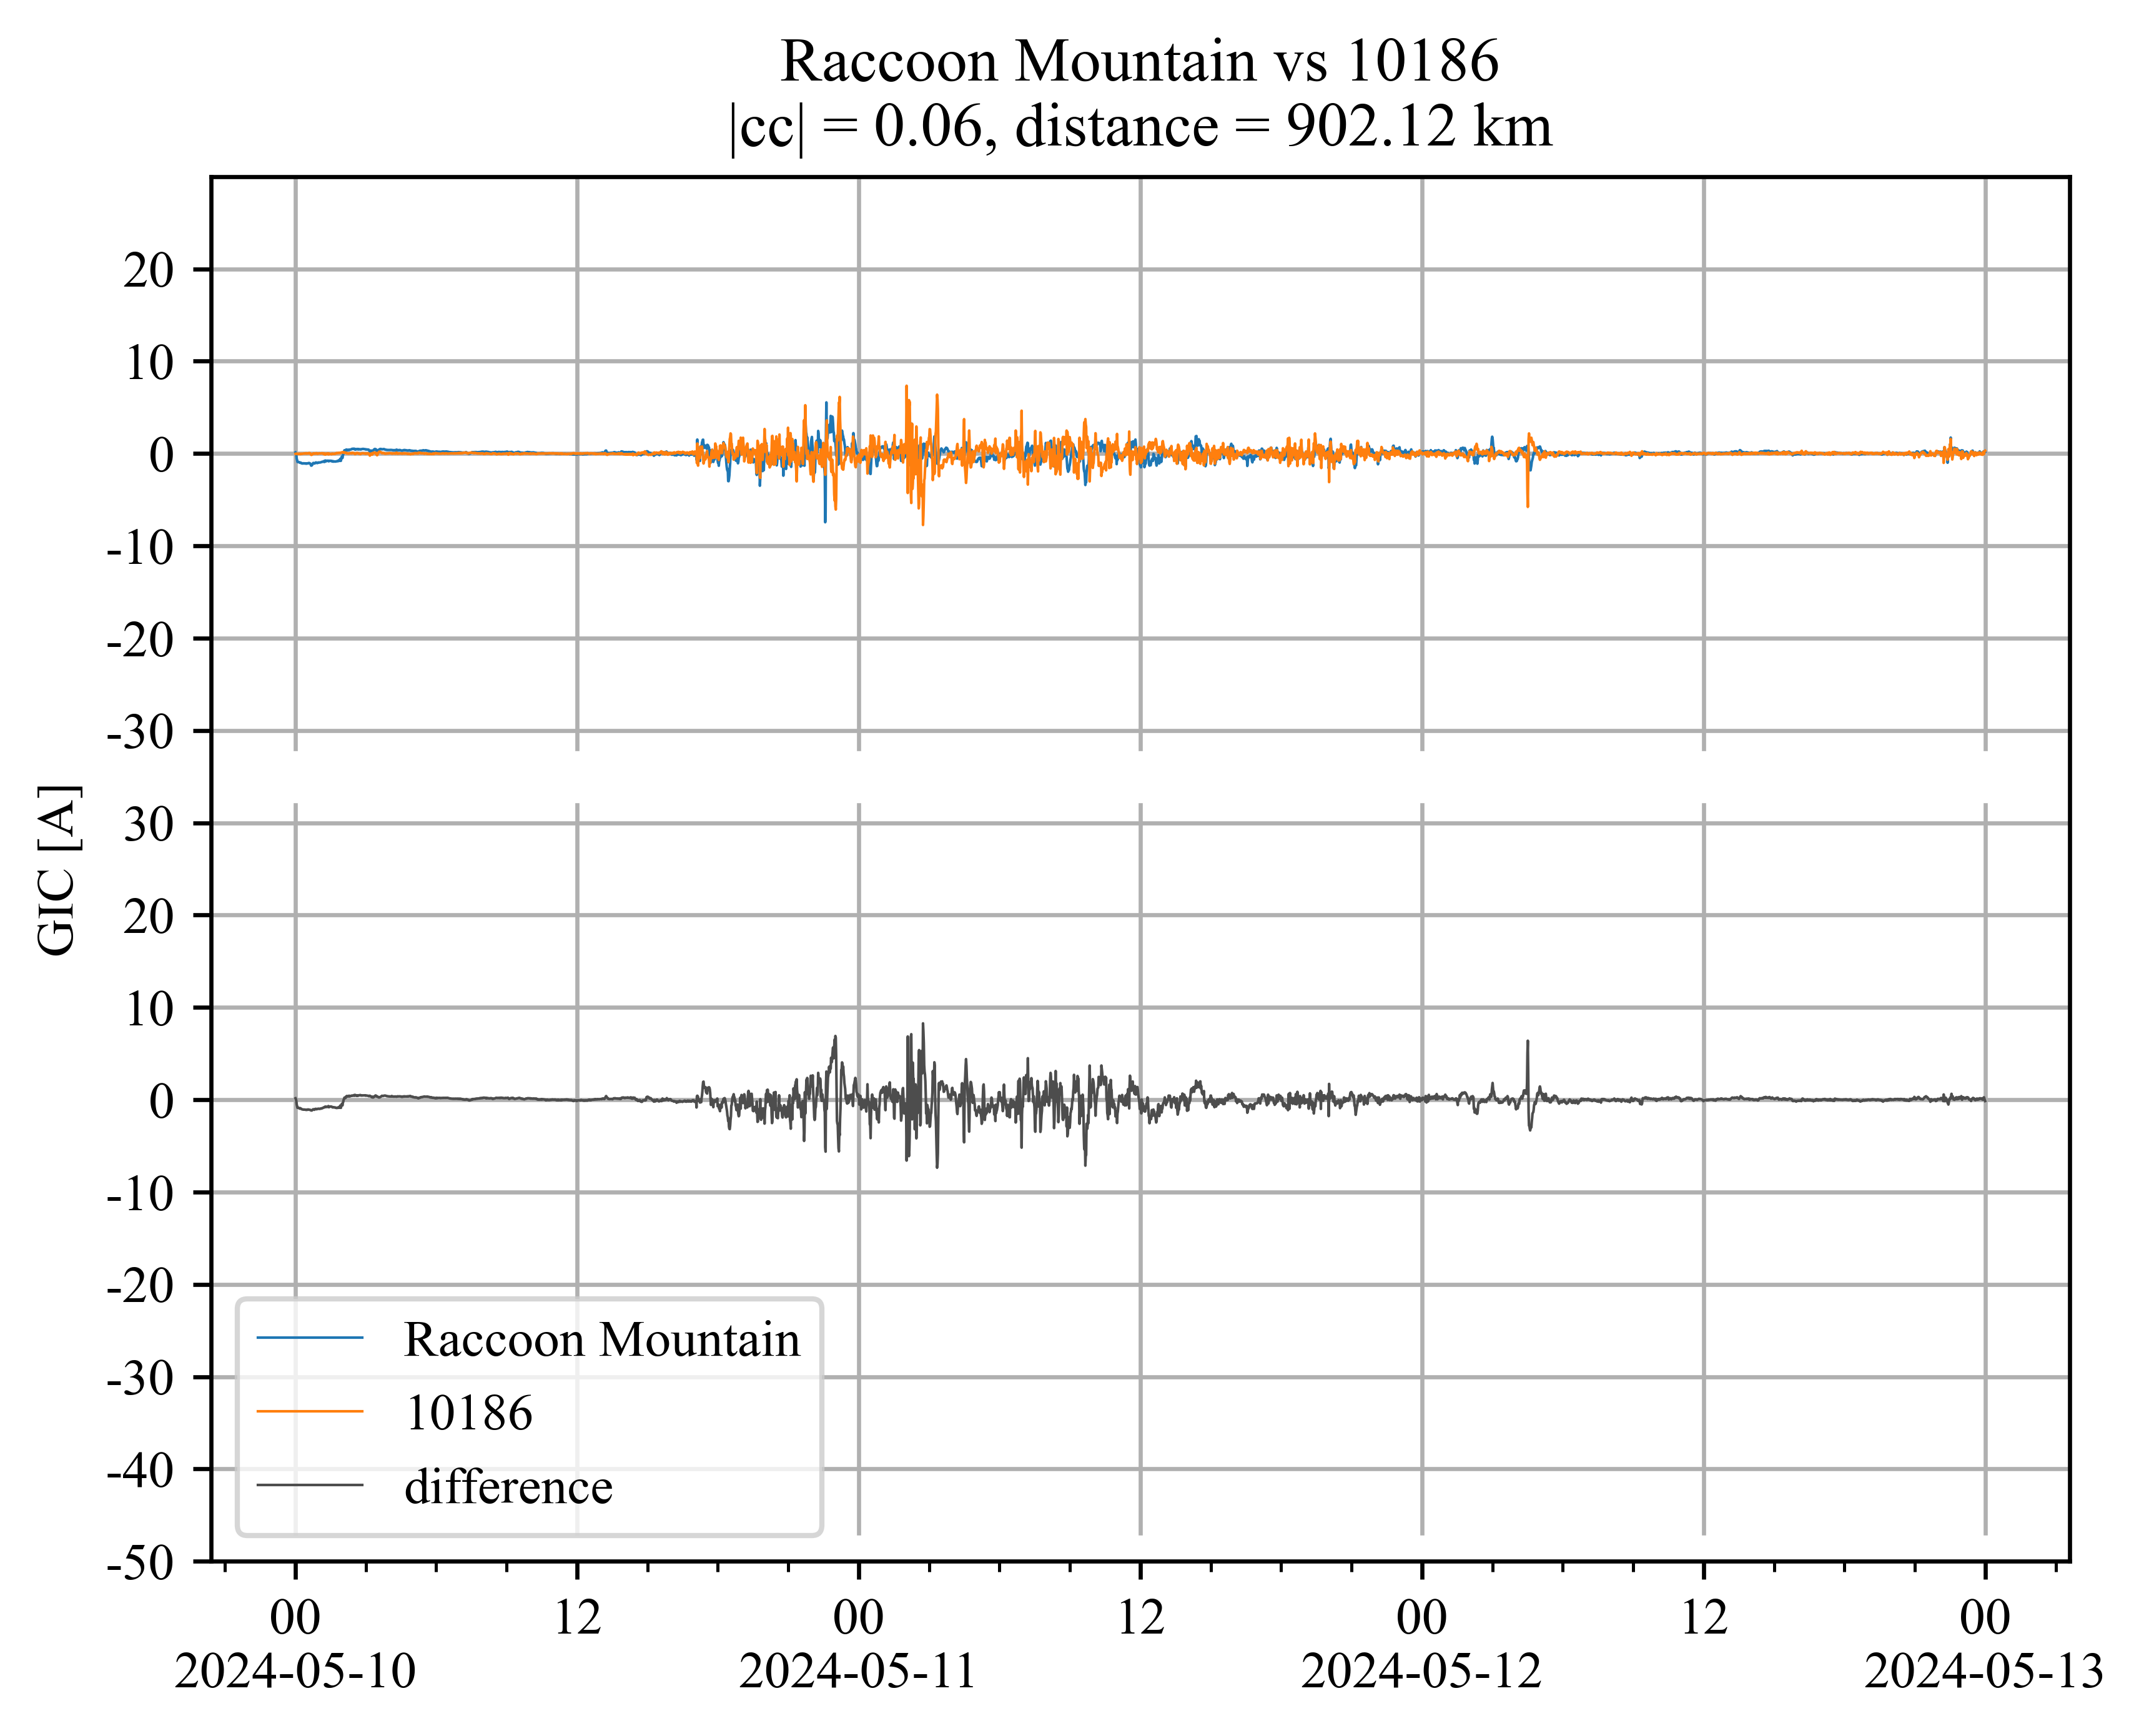 Raccoon Mountain vs 10186
|cc| = 0.06, distance = 902.12 km
GIC [A]
20
10
0
-10
-20
-30
30
20
10
0
-10
-20
-30
-40
-50
Raccoon Mountain
10186
difference
00 12 00 12 00 12 00
2024-05-10 2024-05-11 2024-05-12 2024-05-13